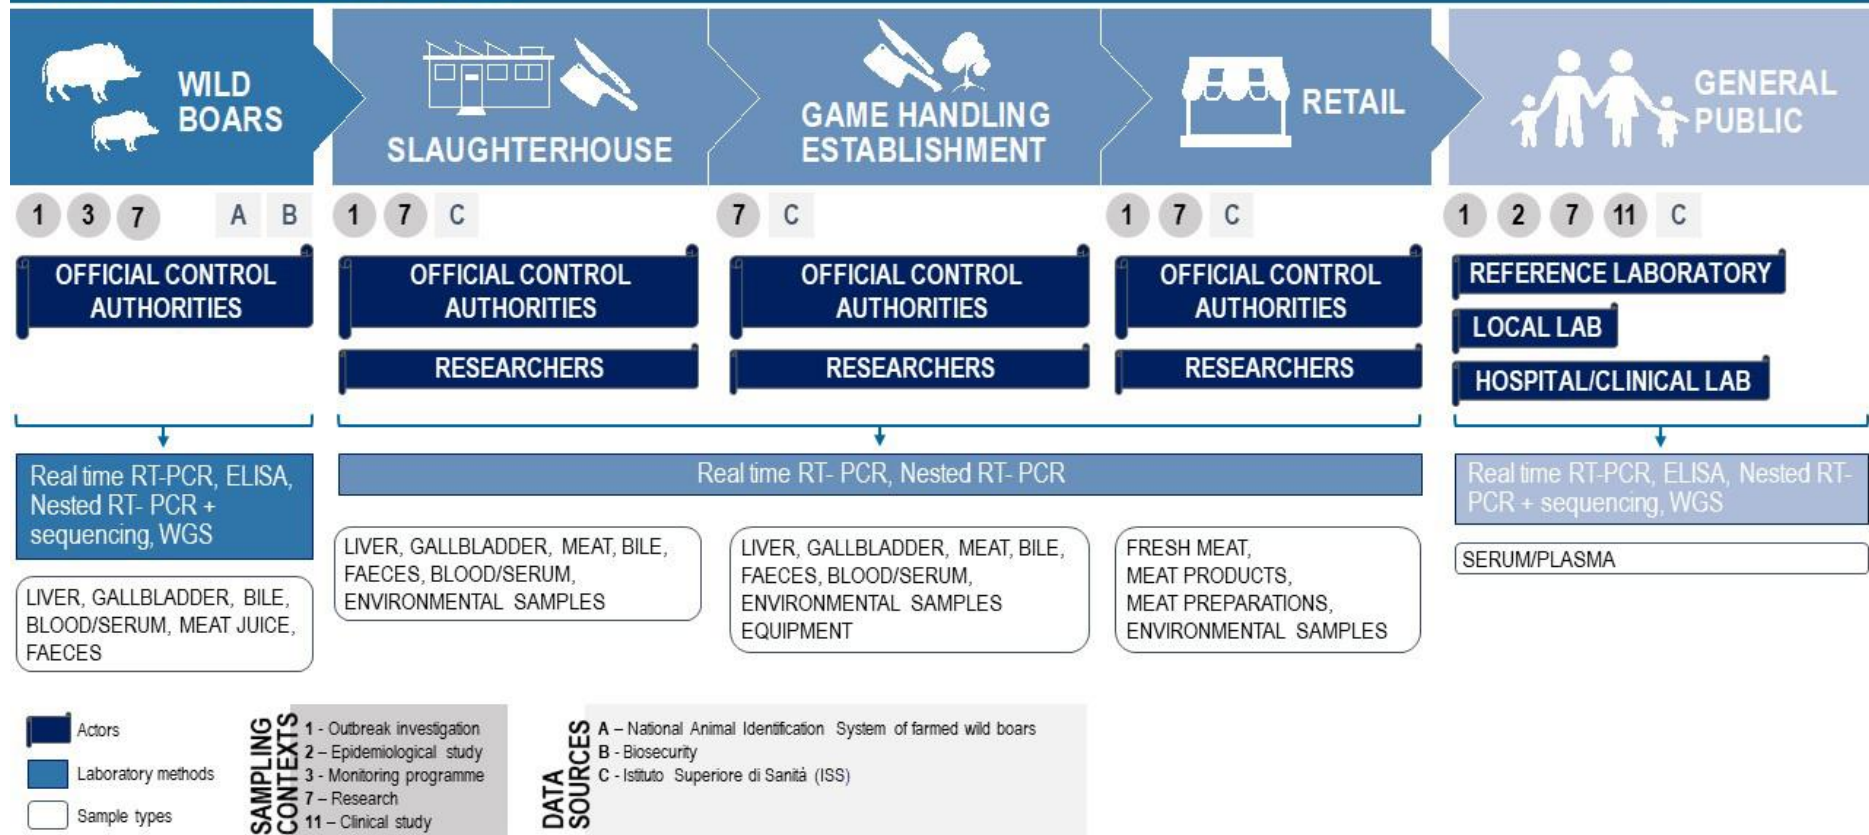 WILD
BOARS
SLAUGHTERHOUSE
GAME HANDLING
ESTABLISHMENT
RETAIL
GENERAL
PUBLIC
1 3 7 A B
1 7 C
7 C
1 7 C
1 2 7 11 C
OFFICIAL CONTROL
AUTHORITIES
OFFICIAL CONTROL
AUTHORITIES
RESEARCHERS
OFFICIAL CONTROL
AUTHORITIES
RESEARCHERS
OFFICIAL CONTROL
AUTHORITIES
RESEARCHERS
REFERENCE LABORATORY
LOCAL LAB
HOSPITAL/CLINICAL LAB
Real time RT-PCR, ELISA,
Nested RT- PCR +
sequencing, WGS
Real time RT- PCR, Nested RT- PCR
Real time RT-PCR, ELISA, Nested RT-
PCR + sequencing, WGS
LIVER, GALLBLADDER, BILE,
BLOOD/SERUM, MEAT JUICE,
FAECES
LIVER, GALLBLADDER, MEAT, BILE,
FAECES, BLOOD/SERUM,
ENVIRONMENTAL SAMPLES
LIVER, GALLBLADDER, MEAT, BILE,
FAECES, BLOOD/SERUM,
ENVIRONMENTAL SAMPLES
EQUIPMENT
FRESH MEAT,
MEAT PRODUCTS,
MEAT PREPARATIONS,
ENVIRONMENTAL SAMPLES
SERUM/PLASMA
Actors
Laboratory methods
Sample types
SAMPLING
CONTEXTS
1 - Outbreak investigation
2 – Epidemiological study
3 - Monitoring programme
7 – Research
11 – Clinical study
DATA
SOURCES
A – National Animal Identification System of farmed wild boars
B - Biosecurity
C - Istituto Superiore di Sanità (ISS)